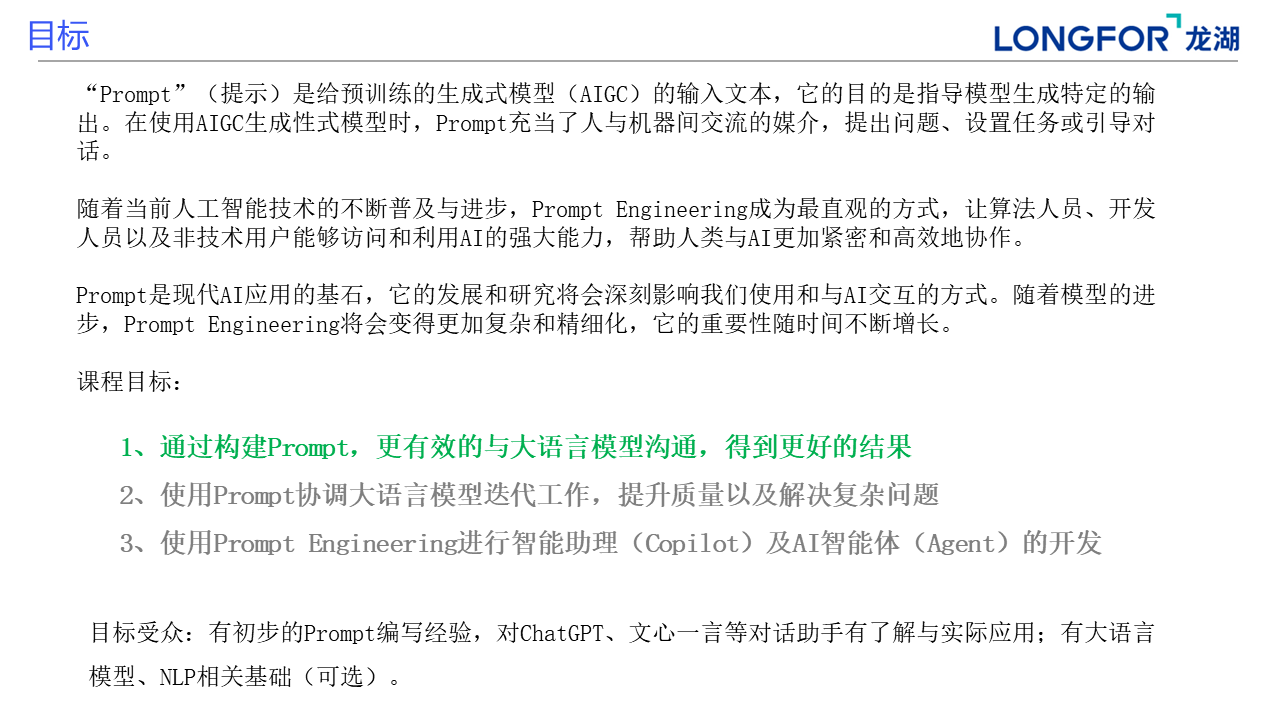 目标
LONGFOR 龙湖
“Prompt”（提示）是给预训练的生成式模型（AIGC）的输入文本，它的目的是指导模型生成特定的输
出。在使用AIGC生成性式模型时，Prompt充当了人与机器间交流的媒介，提出问题、设置任务或引导对
话。
随着当前人工智能技术的不断普及与进步，Prompt Engineering成为最直观的方式，让算法人员、开发
人员以及非技术用户能够访问和利用AI的强大能力，帮助人类与AI更加紧密和高效地协作。
Prompt是现代AI应用的基石，它的发展和研究将会深刻影响我们使用和与AI交互的方式。随着模型的进
步，Prompt Engineering将会变得更加复杂和精细化，它的重要性随时间不断增长。
课程目标：
1、通过构建Prompt，更有效的与大语言模型沟通，得到更好的结果
2、使用Prompt协调大语言模型迭代工作，提升质量以及解决复杂问题
3、使用Prompt Engineering进行智能助理（Copilot）及AI智能体（Agent）的开发
目标受众：有初步的Prompt编写经验，对ChatGPT、文心一言等对话助手有了解与实际应用；有大语言
模型、NLP相关基础（可选）。